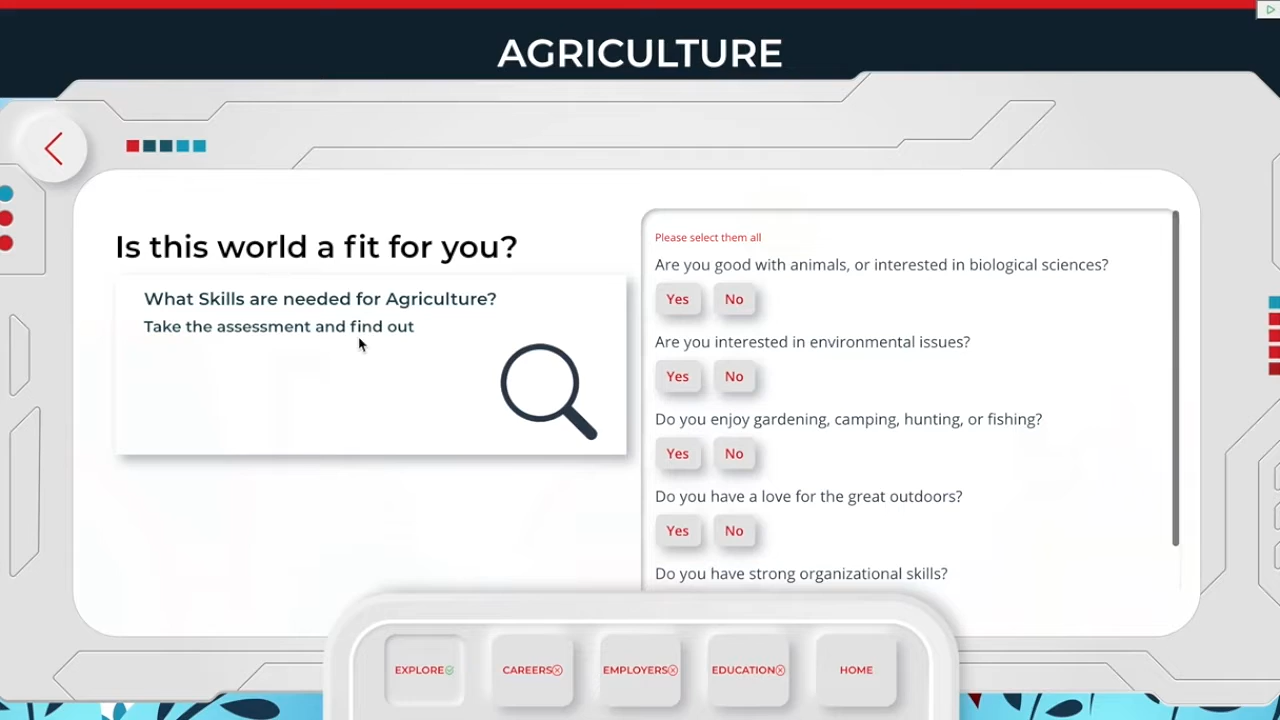 AGRICULTURE
Is this world a fit for you?
What Skills are needed for Agriculture?
Take the assessment and find out
Please select them all
Are you good with animals, or interested in biological sciences?
Yes No
Are you interested in environmental issues?
Yes No
Do you enjoy gardening, camping, hunting, or fishing?
Yes No
Do you have a love for the great outdoors?
Yes No
Do you have strong organizational skills?
EXPLORE CAREERS EMPLOYERS EDUCATION HOME